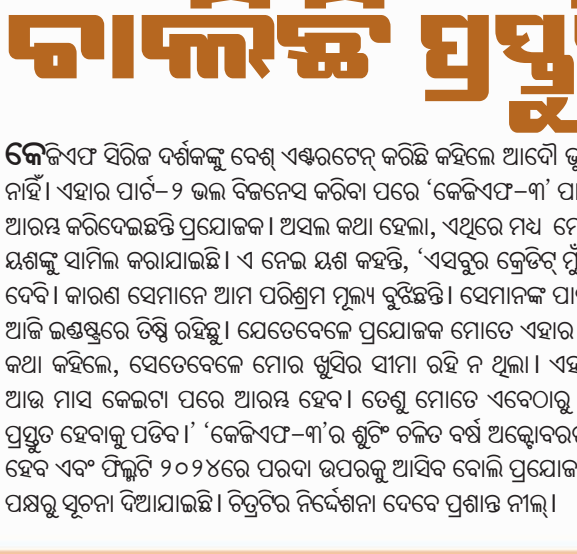 ଚାଲିଛି ପ୍ରସ୍ତୁ
କେଜିଏଫ ସିରିଜ ଦର୍ଶକଙ୍କୁ ବେଶ୍ ଏଣ୍ଟରଟେନ୍ କରିଛି କହିଲେ ଆଦୌ ଭୁ
ନାହିଁ। ଏହାର ପାର୍ଟ–୨ ଭଲ ବିଜନେସ କରିବା ପରେ ‘କେଜିଏଫ–୩’ ପା
ଆରମ୍ଭ କରିଦେଇଛନ୍ତି ପ୍ରଯୋଜକ। ଅସଲ କଥା ହେଲା, ଏଥିରେ ମଧ୍ୟ ମେ
ୟଶଙ୍କୁ ସାମିଲ କରାଯାଇଛି। ଏ ନେଇ ୟଶ କହନ୍ତି, ‘ଏସବୁର କ୍ରେଡିଟ୍ ମୁଁ
ଦେବି। କାରଣ ସେମାନେ ଆମ ପରିଶ୍ରମ ମୂଲ୍ୟ ବୁଝିଛନ୍ତି। ସେମାନଙ୍କ ପା
ଆଜି ଇଣ୍ଡଷ୍ଟ୍ରିରେ ତିଷ୍ଠି ରହିଛୁ। ଯେତେବେଳେ ପ୍ରଯୋଜକ ମୋତେ ଏହାର
କଥା କହିଲେ, ସେତେବେଳେ ମୋର ଖୁସିର ସୀମା ରହି ନ ଥିଲା। ଏହ
ଆଉ ମାସ କେଇଟା ପରେ ଆରମ୍ଭ ହେବ। ତେଣୁ ମୋତେ ଏବେଠାରୁ
ପ୍ରସ୍ତୁତ ହେବାକୁ ପଡିବ।’ ‘କେଜିଏଫ–୩’ର ଶୁଟିଂ ଚଳିତ ବର୍ଷ ଅକ୍ଟୋବର
ହେବ ଏବଂ ଫିଲ୍ମଟି ୨୦୨୪ରେ ପରଦା ଉପରକୁ ଆସିବ ବୋଲି ପ୍ରଯୋଜ
ପକ୍ଷରୁ ସୂଚନା ଦିଆଯାଇଛି। ଚିତ୍ରଟିର ନିର୍ଦ୍ଦେଶନା ଦେବେ ପ୍ରଶାନ୍ତ ନୀଲ୍।